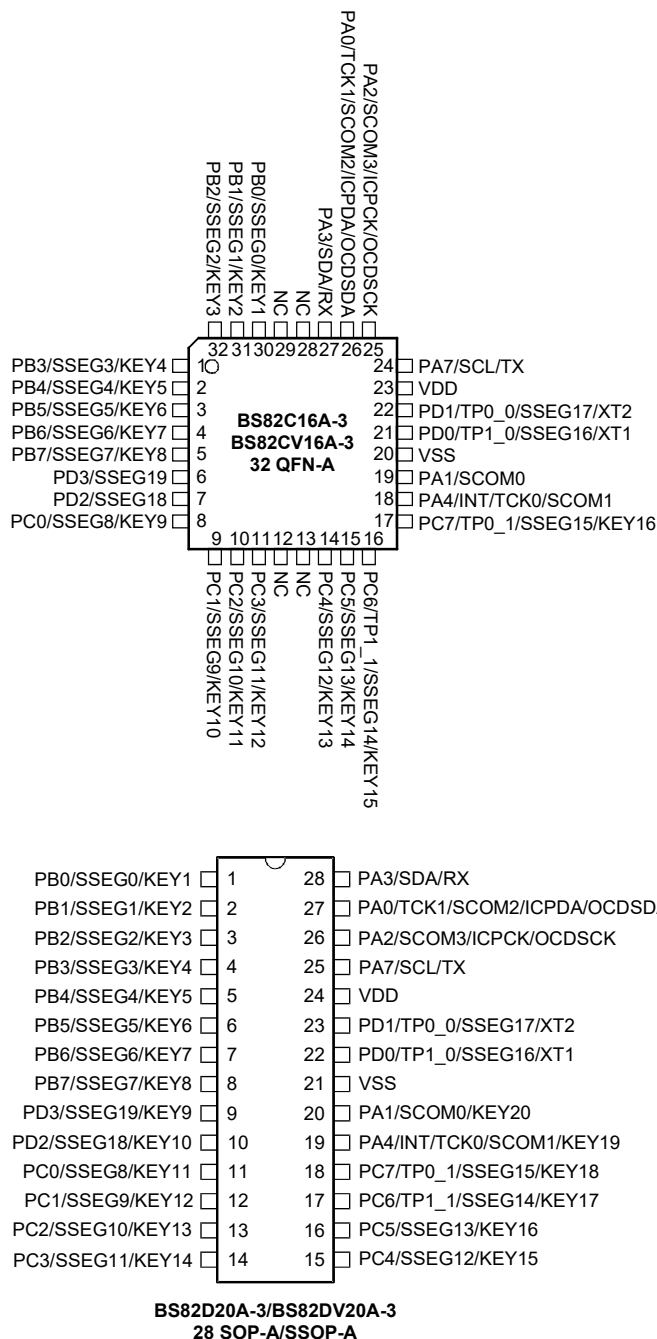 PB2/SSEG2/KEY3
PB1/SSEG1/KEY2
PB0/SSEG0/KEY1
NC
NC
PA3/SDA/RX
PA0/TCK1/SCOM2/ICPDA/OCDSDA
PA2/SCOM3/ICPCK/OCDSCK
32 31 30 29 28 27 26 25
PB3/SSEG3/KEY4 1
PB4/SSEG4/KEY5 2
PB5/SSEG5/KEY6 3
PB6/SSEG6/KEY7 4
PB7/SSEG7/KEY8 5
PD3/SSEG19 6
PD2/SSEG18 7
PC0/SSEG8/KEY9 8
BS82C16A-3
BS82CV16A-3
32 QFN-A
24 PA7/SCL/TX
23 VDD
22 PD1/TP0_0/SSEG17/XT2
21 PD0/TP1_0/SSEG16/XT1
20 VSS
19 PA1/SCOM0
18 PA4/INT/TCK0/SCOM1
17 PC7/TP0_1/SSEG15/KEY16
9 10 11 12 13 14 15 16
PC1/SSEG9/KEY10
PC2/SSEG10/KEY11
PC3/SSEG11/KEY12
NC
NC
PC4/SSEG12/KEY13
PC5/SSEG13/KEY14
PC6/TP1_1/SSEG14/KEY15
PB0/SSEG0/KEY1 1 28 PA3/SDA/RX
PB1/SSEG1/KEY2 2 27 PA0/TCK1/SCOM2/ICPDA/OCDSD
PB2/SSEG2/KEY3 3 26 PA2/SCOM3/ICPCK/OCDSCK
PB3/SSEG3/KEY4 4 25 PA7/SCL/TX
PB4/SSEG4/KEY5 5 24 VDD
PB5/SSEG5/KEY6 6 23 PD1/TP0_0/SSEG17/XT2
PB6/SSEG6/KEY7 7 22 PD0/TP1_0/SSEG16/XT1
PB7/SSEG7/KEY8 8 21 VSS
PD3/SSEG19/KEY9 9 20 PA1/SCOM0/KEY20
PD2/SSEG18/KEY10 10 19 PA4/INT/TCK0/SCOM1/KEY19
PC0/SSEG8/KEY11 11 18 PC7/TP0_1/SSEG15/KEY18
PC1/SSEG9/KEY12 12 17 PC6/TP1_1/SSEG14/KEY17
PC2/SSEG10/KEY13 13 16 PC5/SSEG13/KEY16
PC3/SSEG11/KEY14 14 15 PC4/SSEG12/KEY15
BS82D20A-3/BS82DV20A-3
28 SOP-A/SSOP-A